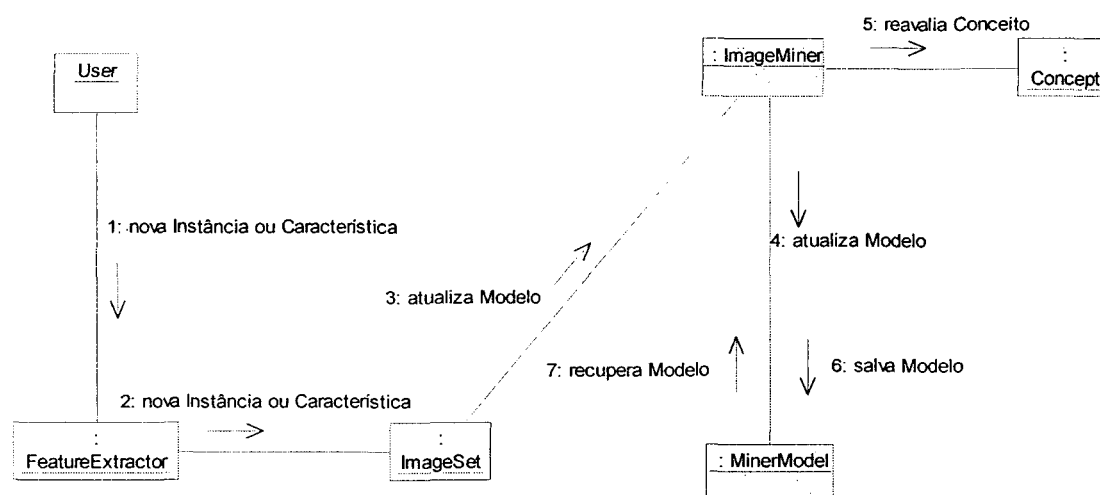 5: reavalia Conceito
User
: ImageMiner
:
Concept
1: nova Instância ou Característica
4: atualiza Modelo
3: atualiza Modelo
7: recupera Modelo
6: salva Modelo
2: nova Instância ou Característica
:
FeatureExtractor
:
ImageSet
: MinerModel